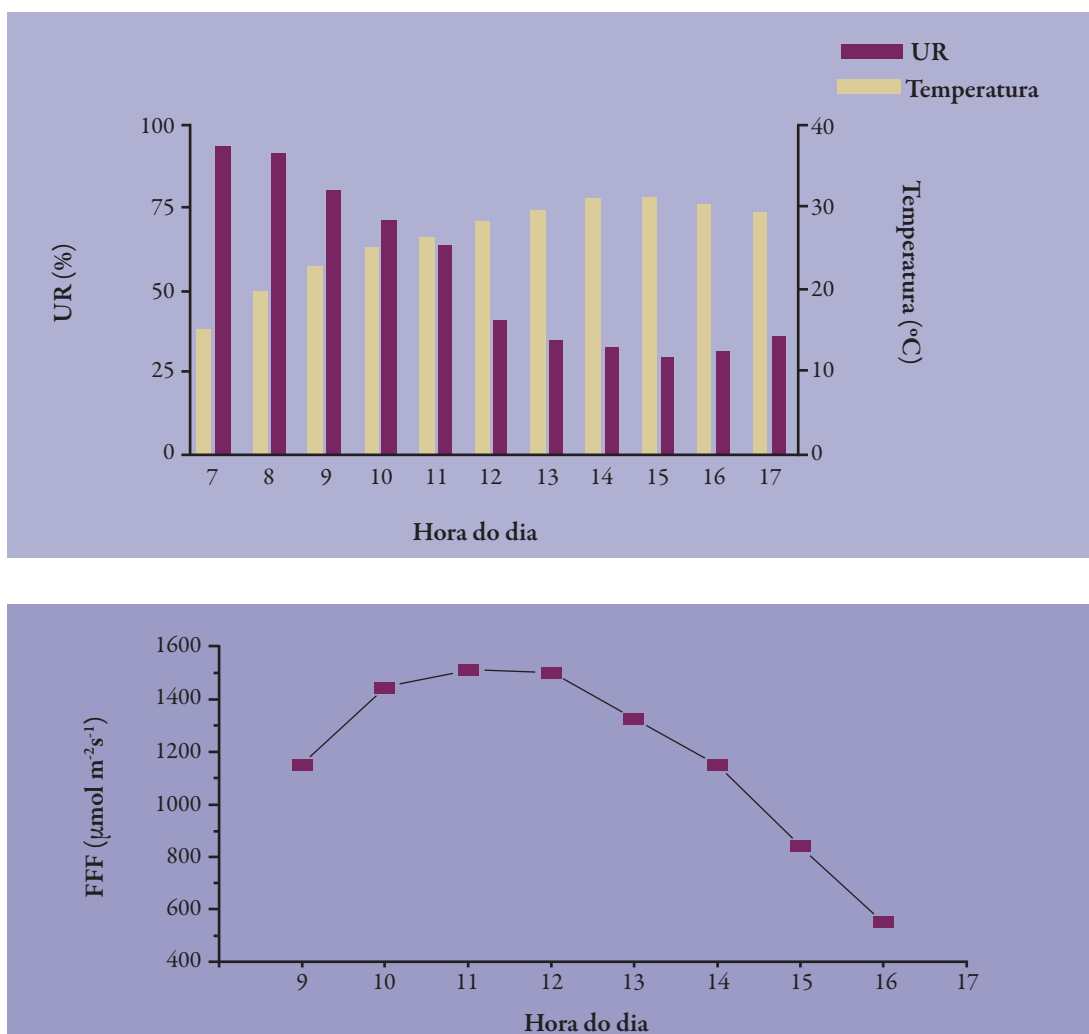 UR
Temperatura
100
75
50
25
0
UR (%)
40
30
20
10
0
Temperatura (ºC)
7 8 9 10 11 12 13 14 15 16 17
Hora do dia
1600
1400
1200
1000
800
600
400
FFF (µmol m-2s-1)
9 10 11 12 13 14 15 16 17
Hora do dia